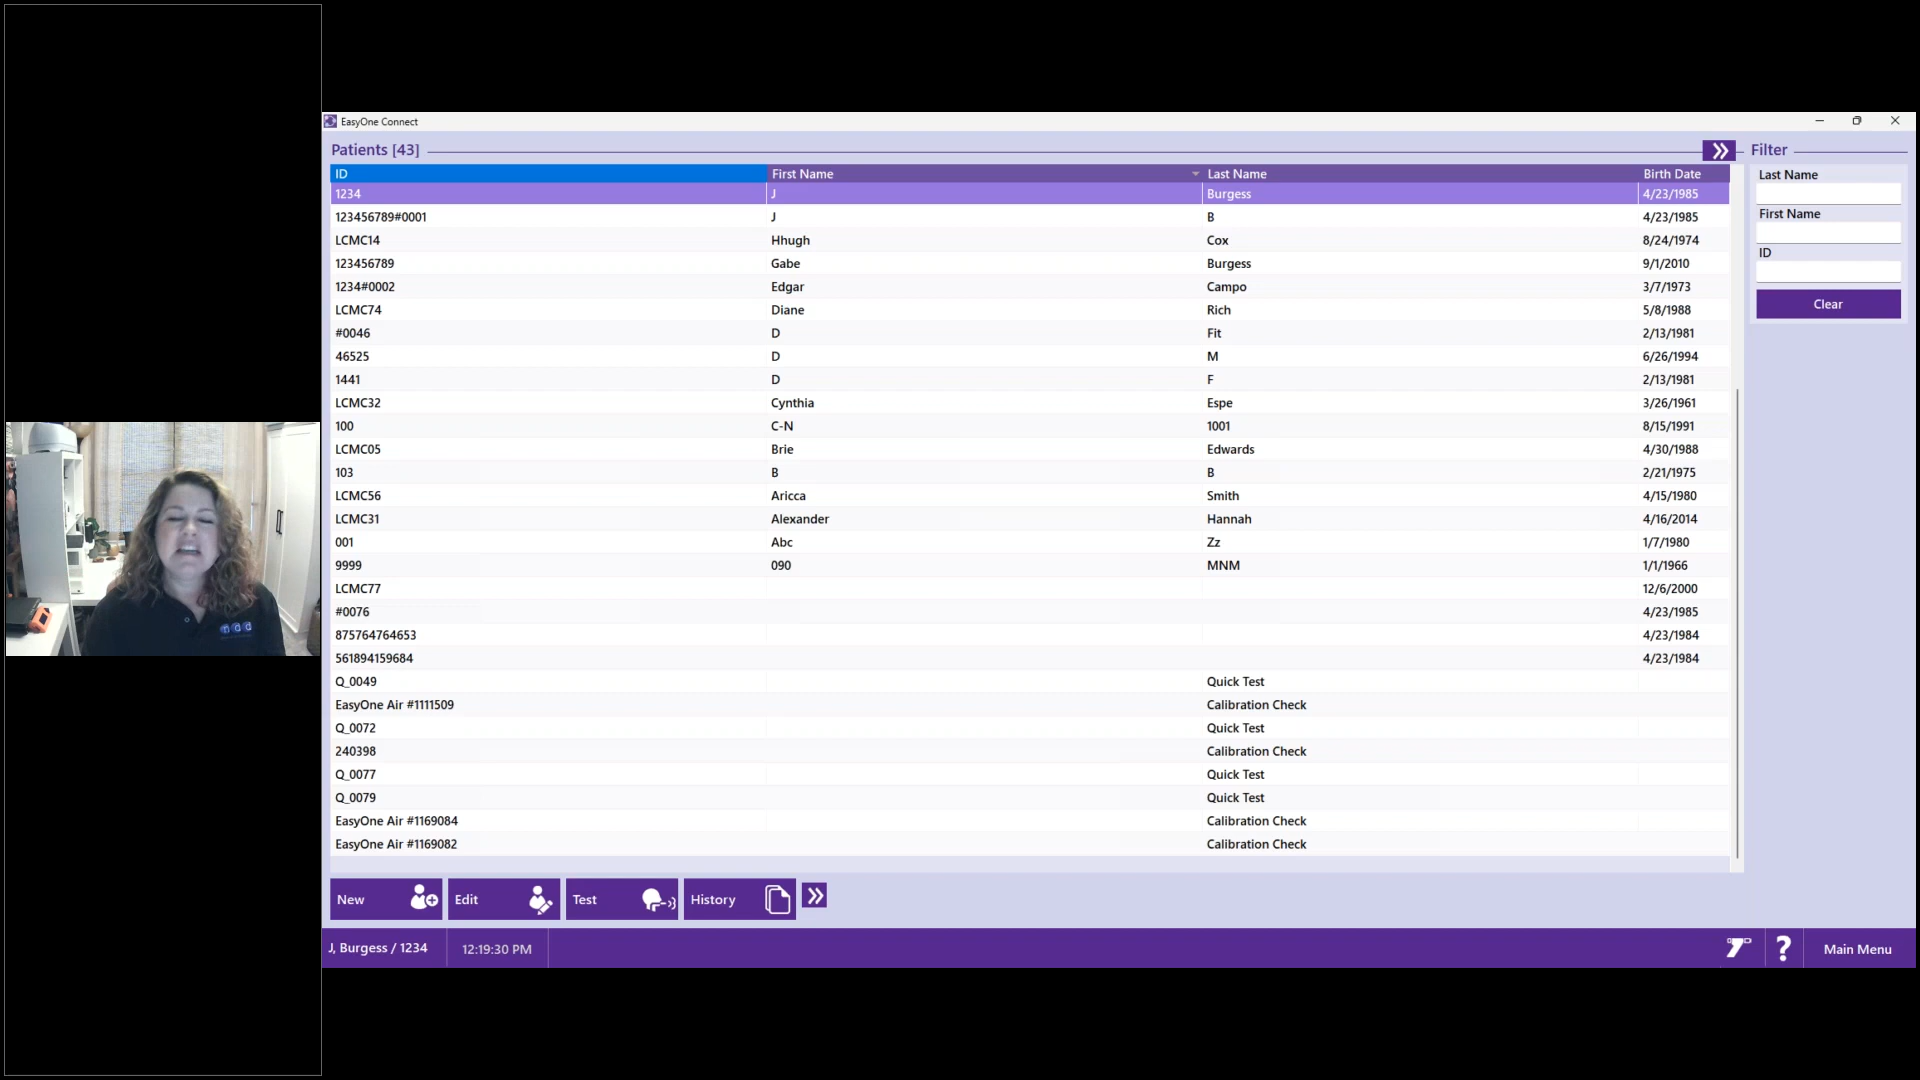 EasyOne Connect
Patients [43]
Filter
ID First Name Last Name Birth Date
1234 J Burgess 4/23/1985
123456789#0001 J B 4/23/1985
LCMC14 Hhugh Cox 8/24/1974
123456789 Gabe Burgess 9/1/2010
1234#0002 Edgar Campo 3/7/1973
LCMC74 Diane Rich 5/8/1988
#0046 D Fit 2/13/1981
46525 D M 6/26/1994
1441 D F 2/13/1981
LCMC32 Cynthia Espe 3/26/1961
100 C-N 1001 8/15/1991
LCMC05 Brie Edwards 4/30/1988
103 B B 2/21/1975
LCMC56 Aricca Smith 4/15/1980
LCMC31 Alexander Hannah 4/16/2014
001 Abc Zz 1/7/1980
9999 090 MNM 1/1/1966
LCMC77 12/6/2000
#0076 4/23/1985
875764764653 4/23/1984
561894159684 4/23/1984
Q_0049 Quick Test
EasyOne Air #1111509 Calibration Check
Q_0072 Quick Test
240398 Calibration Check
Q_0077 Quick Test
Q_0079 Quick Test
EasyOne Air #1169084 Calibration Check
EasyOne Air #1169082 Calibration Check
Last Name
First Name
ID
Clear
New
Edit
Test
History
J, Burgess / 1234
12:19:30 PM
?
Main Menu
ndd